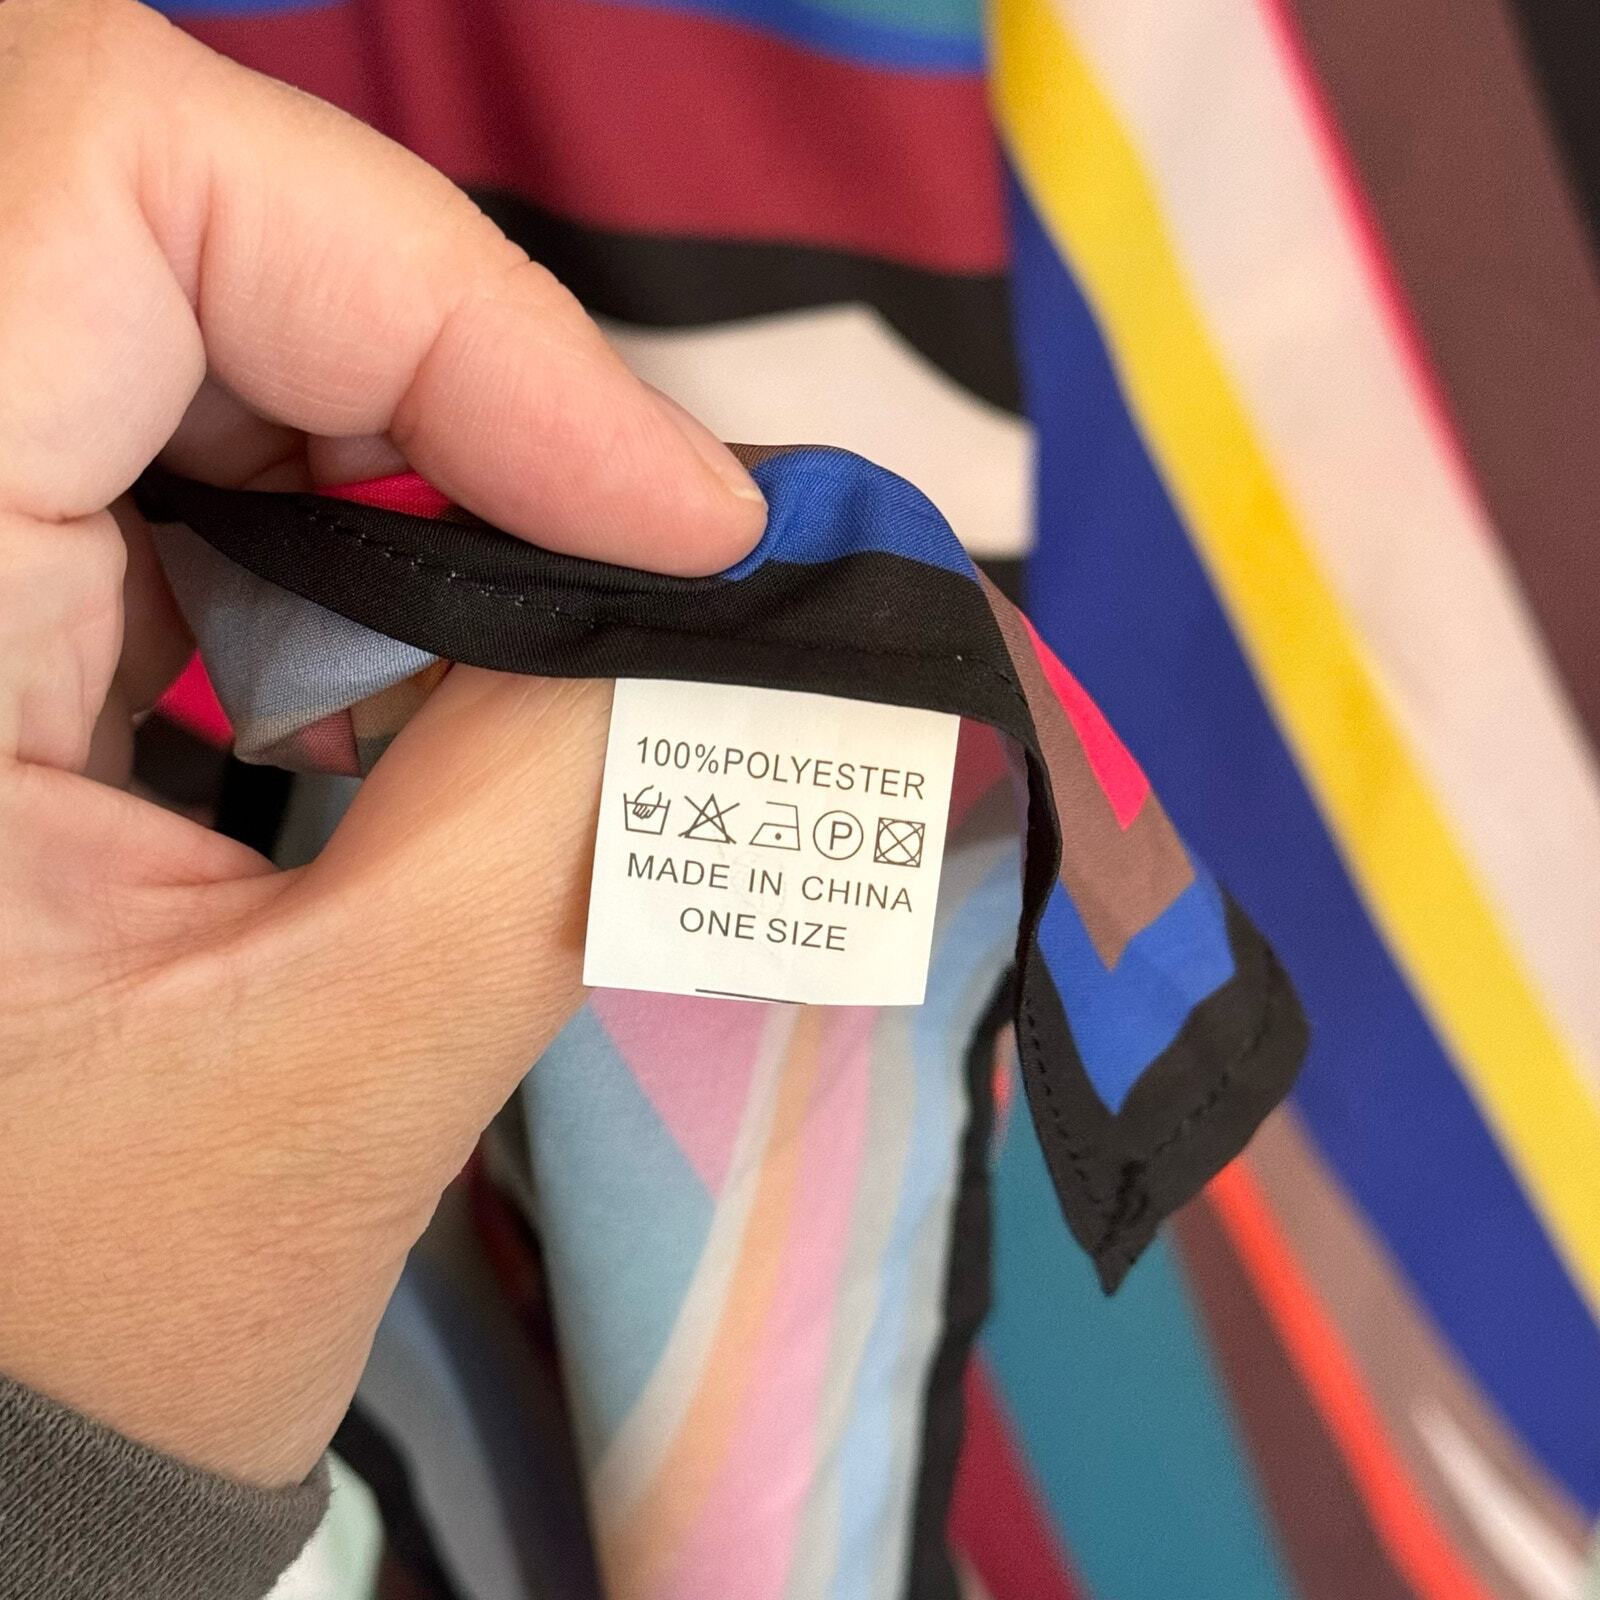 100%POLYESTER
P
MADE IN CHINA
ONE SIZE